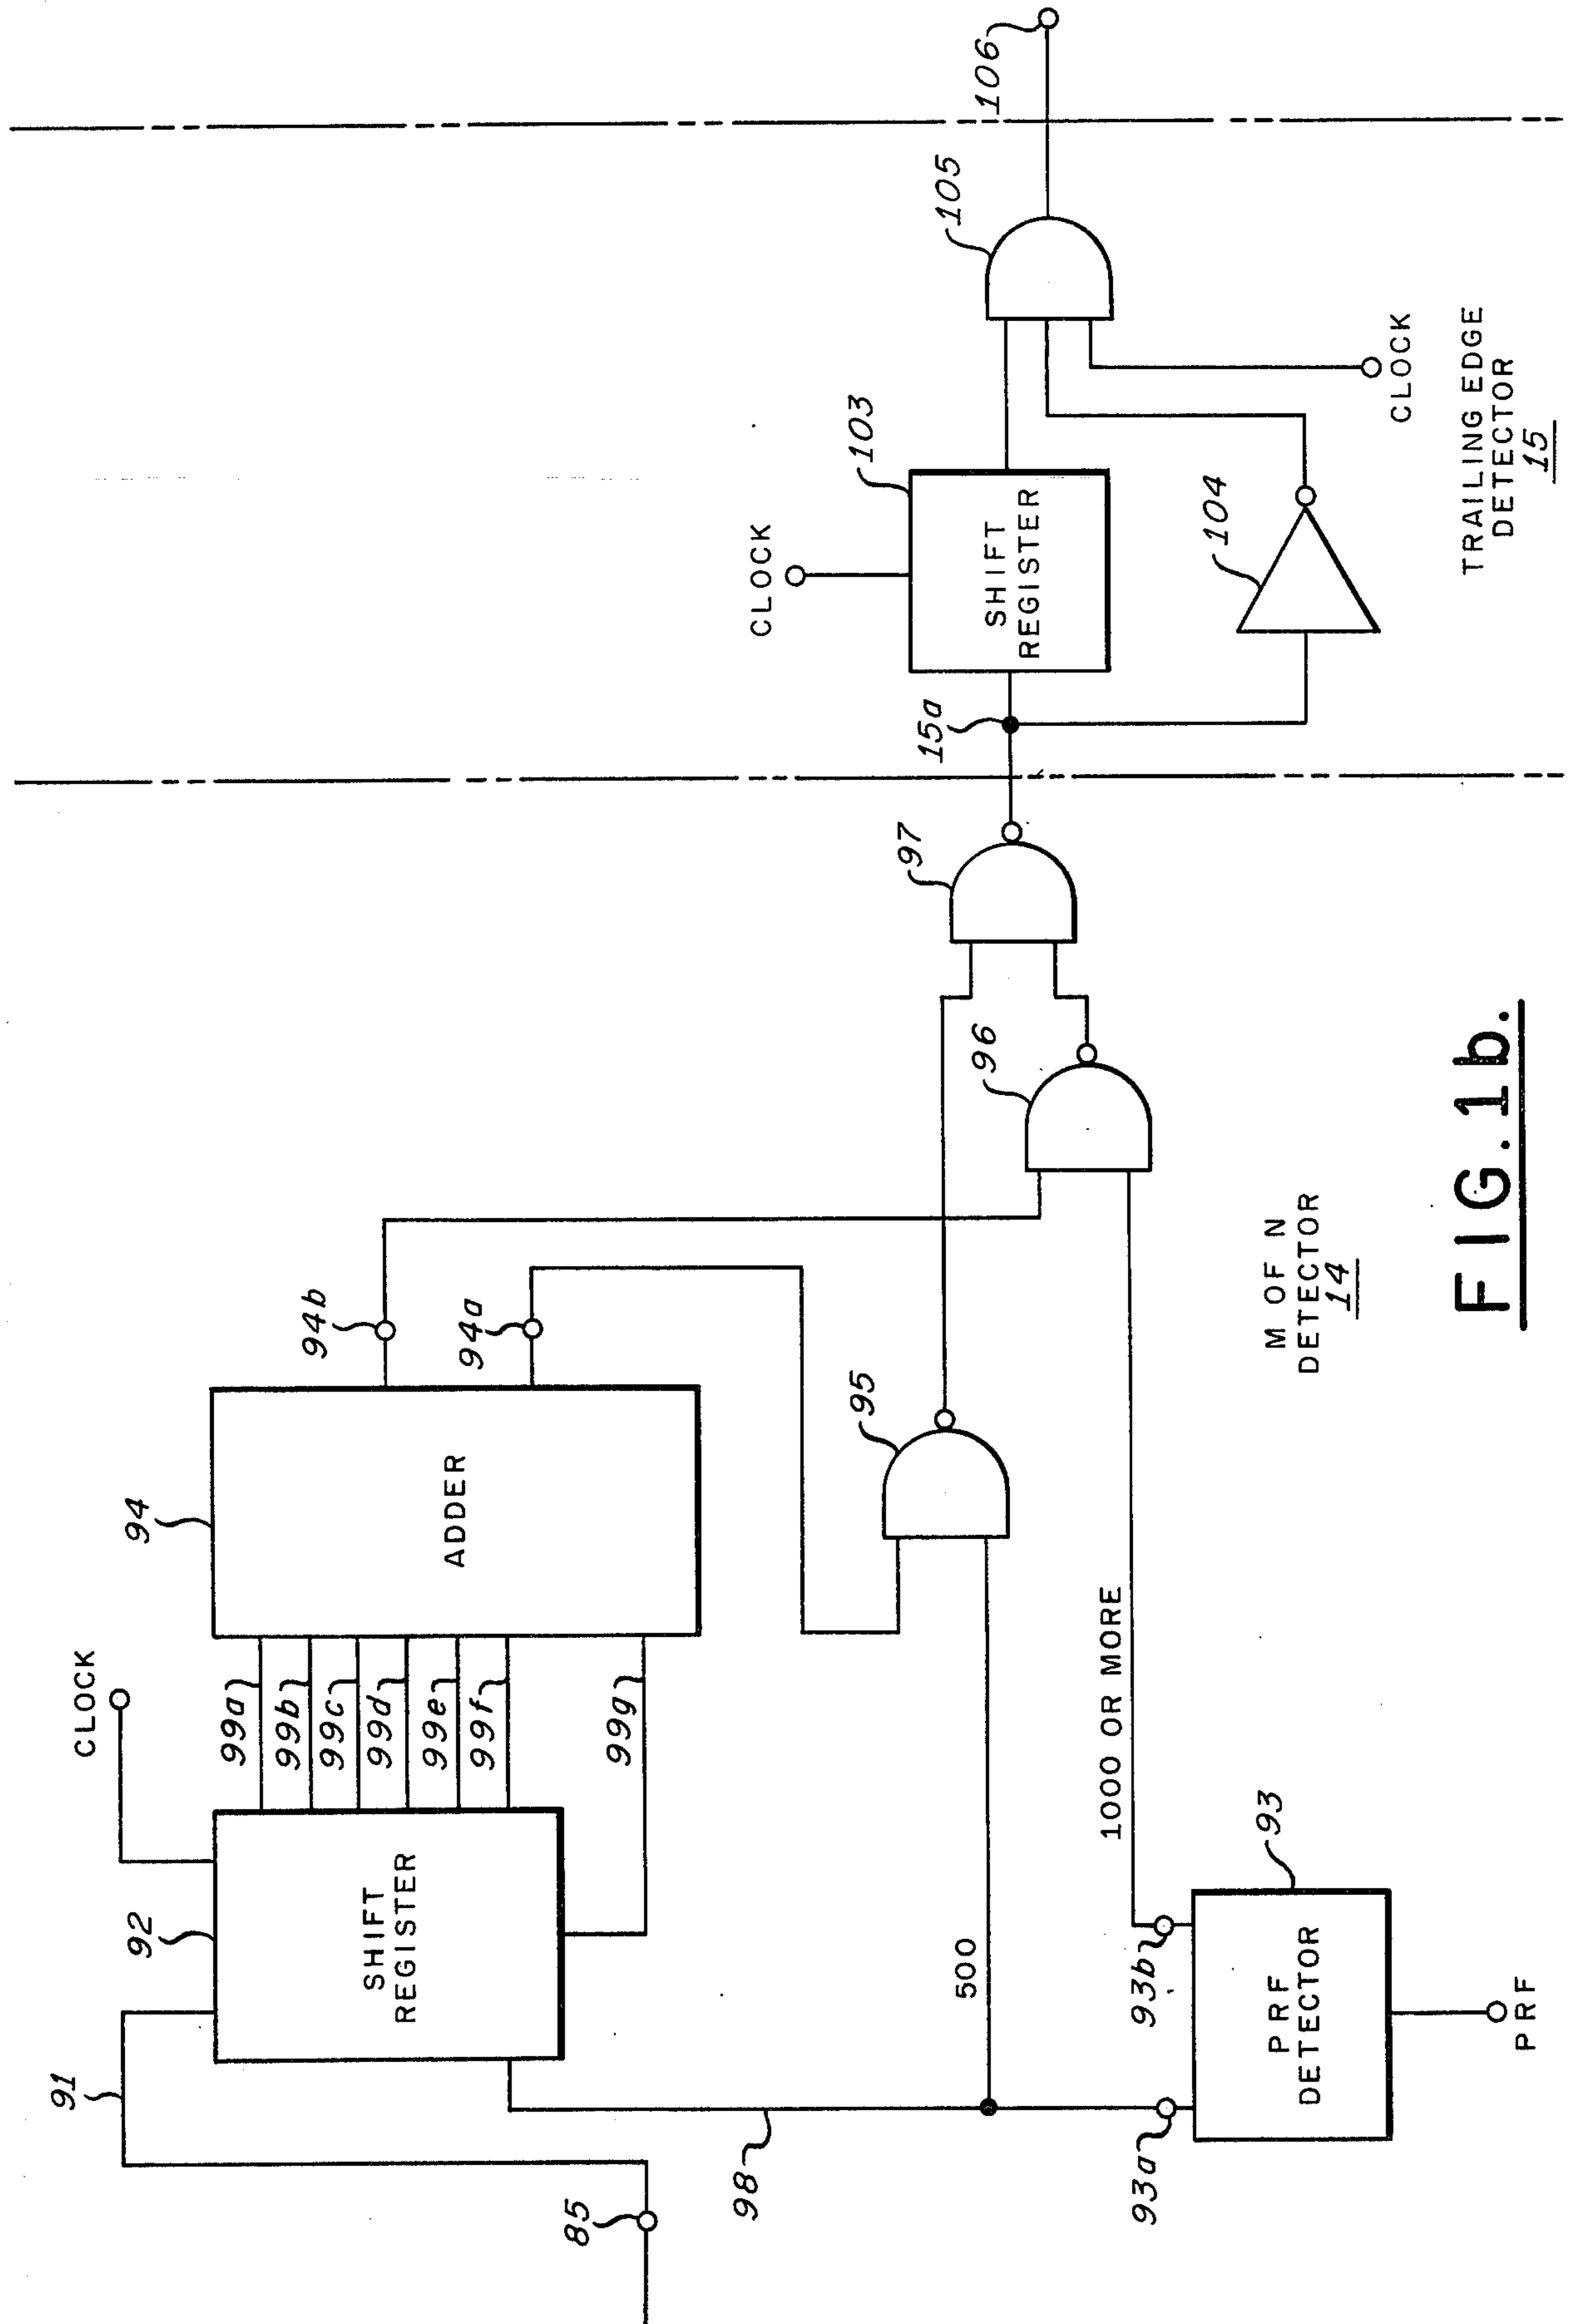 85
91
92
SHIFT
REGISTER
CLOCK
99a
99b
99c
99d
99e
99f
99g
94
ADDER
94b
94a
98
500
95
1000 OR MORE
93a
93b
93
PRF
DETECTOR
PRF
96
97
M OF N
DETECTOR
14
15a
CLOCK
103
SHIFT
REGISTER
104
105
CLOCK
106
TRAILING EDGE
DETECTOR
15
FIG.1b.